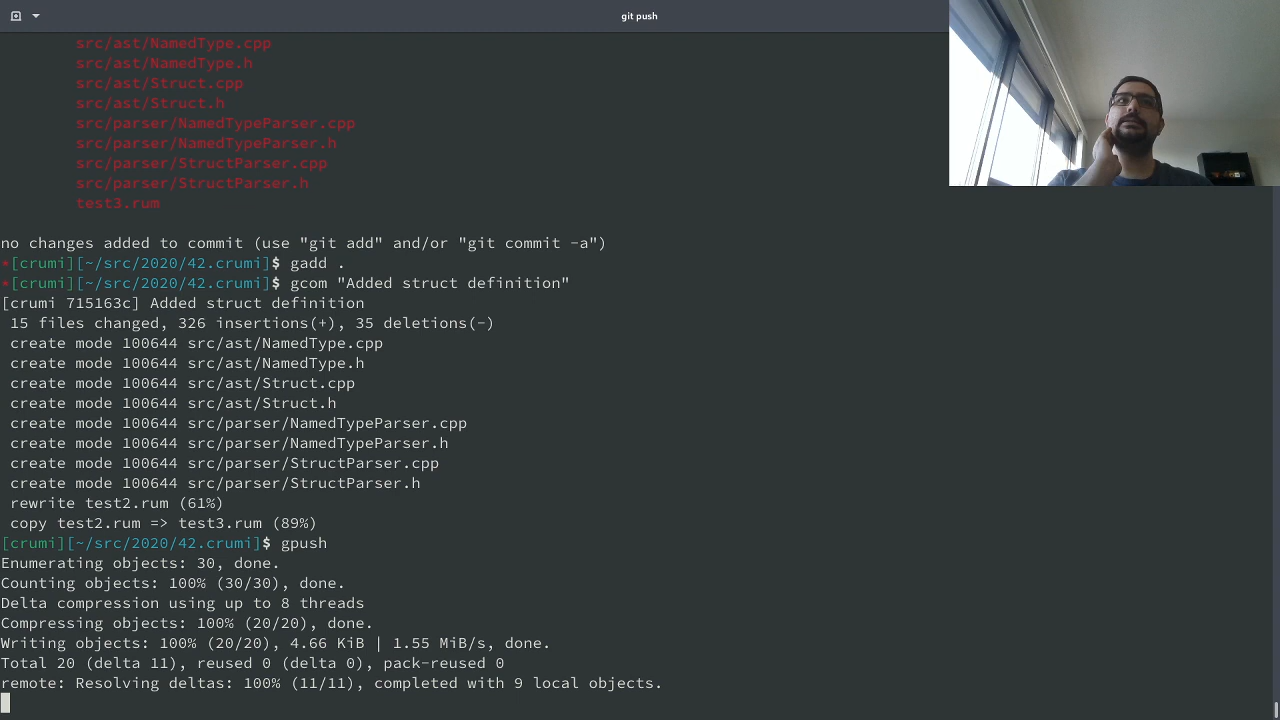 git push
src/ast/NamedType.cpp
src/ast/NamedType.h
src/ast/Struct.cpp
src/ast/Struct.h
src/parser/NamedTypeParser.cpp
src/parser/NamedTypeParser.h
src/parser/StructParser.cpp
src/parser/StructParser.h
test3.rum
no changes added to commit (use "git add" and/or "git commit -a")
*[crumi][~/src/2020/42.crumi]$ gadd .
*[crumi][~/src/2020/42.crumi]$ gcom "Added struct definition"
[crumi 715163c] Added struct definition
15 files changed, 326 insertions(+), 35 deletions(-)
create mode 100644 src/ast/NamedType.cpp
create mode 100644 src/ast/NamedType.h
create mode 100644 src/ast/Struct.cpp
create mode 100644 src/ast/Struct.h
create mode 100644 src/parser/NamedTypeParser.cpp
create mode 100644 src/parser/NamedTypeParser.h
create mode 100644 src/parser/StructParser.cpp
create mode 100644 src/parser/StructParser.h
rewrite test2.rum (61%)
copy test2.rum => test3.rum (89%)
[crumi][~/src/2020/42.crumi]$ gpush
Enumerating objects: 30, done.
Counting objects: 100% (30/30), done.
Delta compression using up to 8 threads
Compressing objects: 100% (20/20), done.
Writing objects: 100% (20/20), 4.66 KiB | 1.55 MiB/s, done.
Total 20 (delta 11), reused 0 (delta 0), pack-reused 0
remote: Resolving deltas: 100% (11/11), completed with 9 local objects.